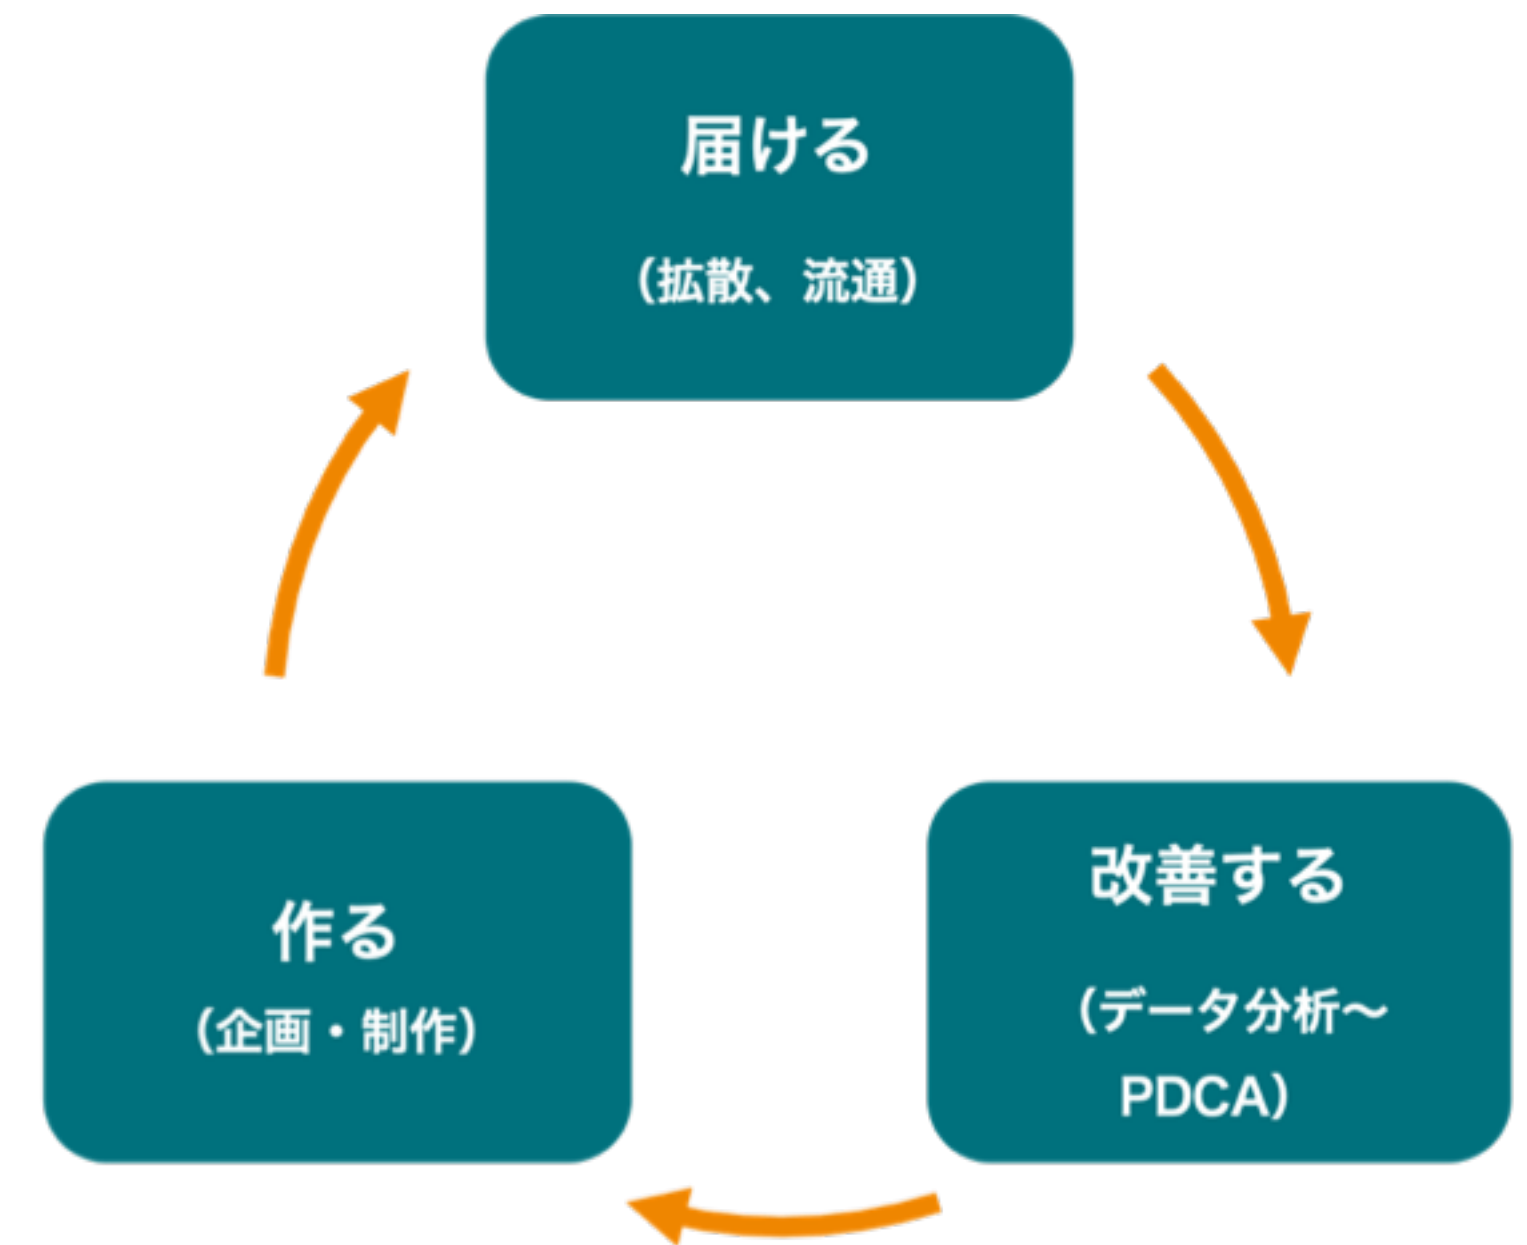 届ける
（拡散、流通）
作る
（企画・制作）
改善する
（データ分析～
PDCA）